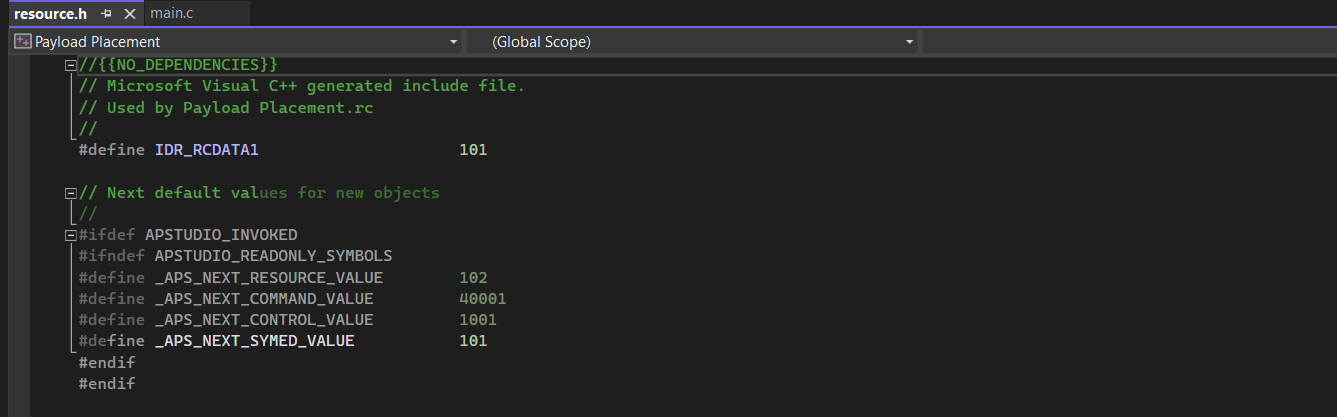 resource.h main.c
Payload Placement (Global Scope)
//{{NO_DEPENDENCIES}}
// Microsoft Visual C++ generated include file.
// Used by Payload Placement.rc
//
#define IDR_RCDATA1 101
// Next default values for new objects
//
#ifdef APSTUDIO_INVOKED
#ifndef APSTUDIO_READONLY_SYMBOLS
#define _APS_NEXT_RESOURCE_VALUE 102
#define _APS_NEXT_COMMAND_VALUE 40001
#define _APS_NEXT_CONTROL_VALUE 1001
#define _APS_NEXT_SYMED_VALUE 101
#endif
#endif